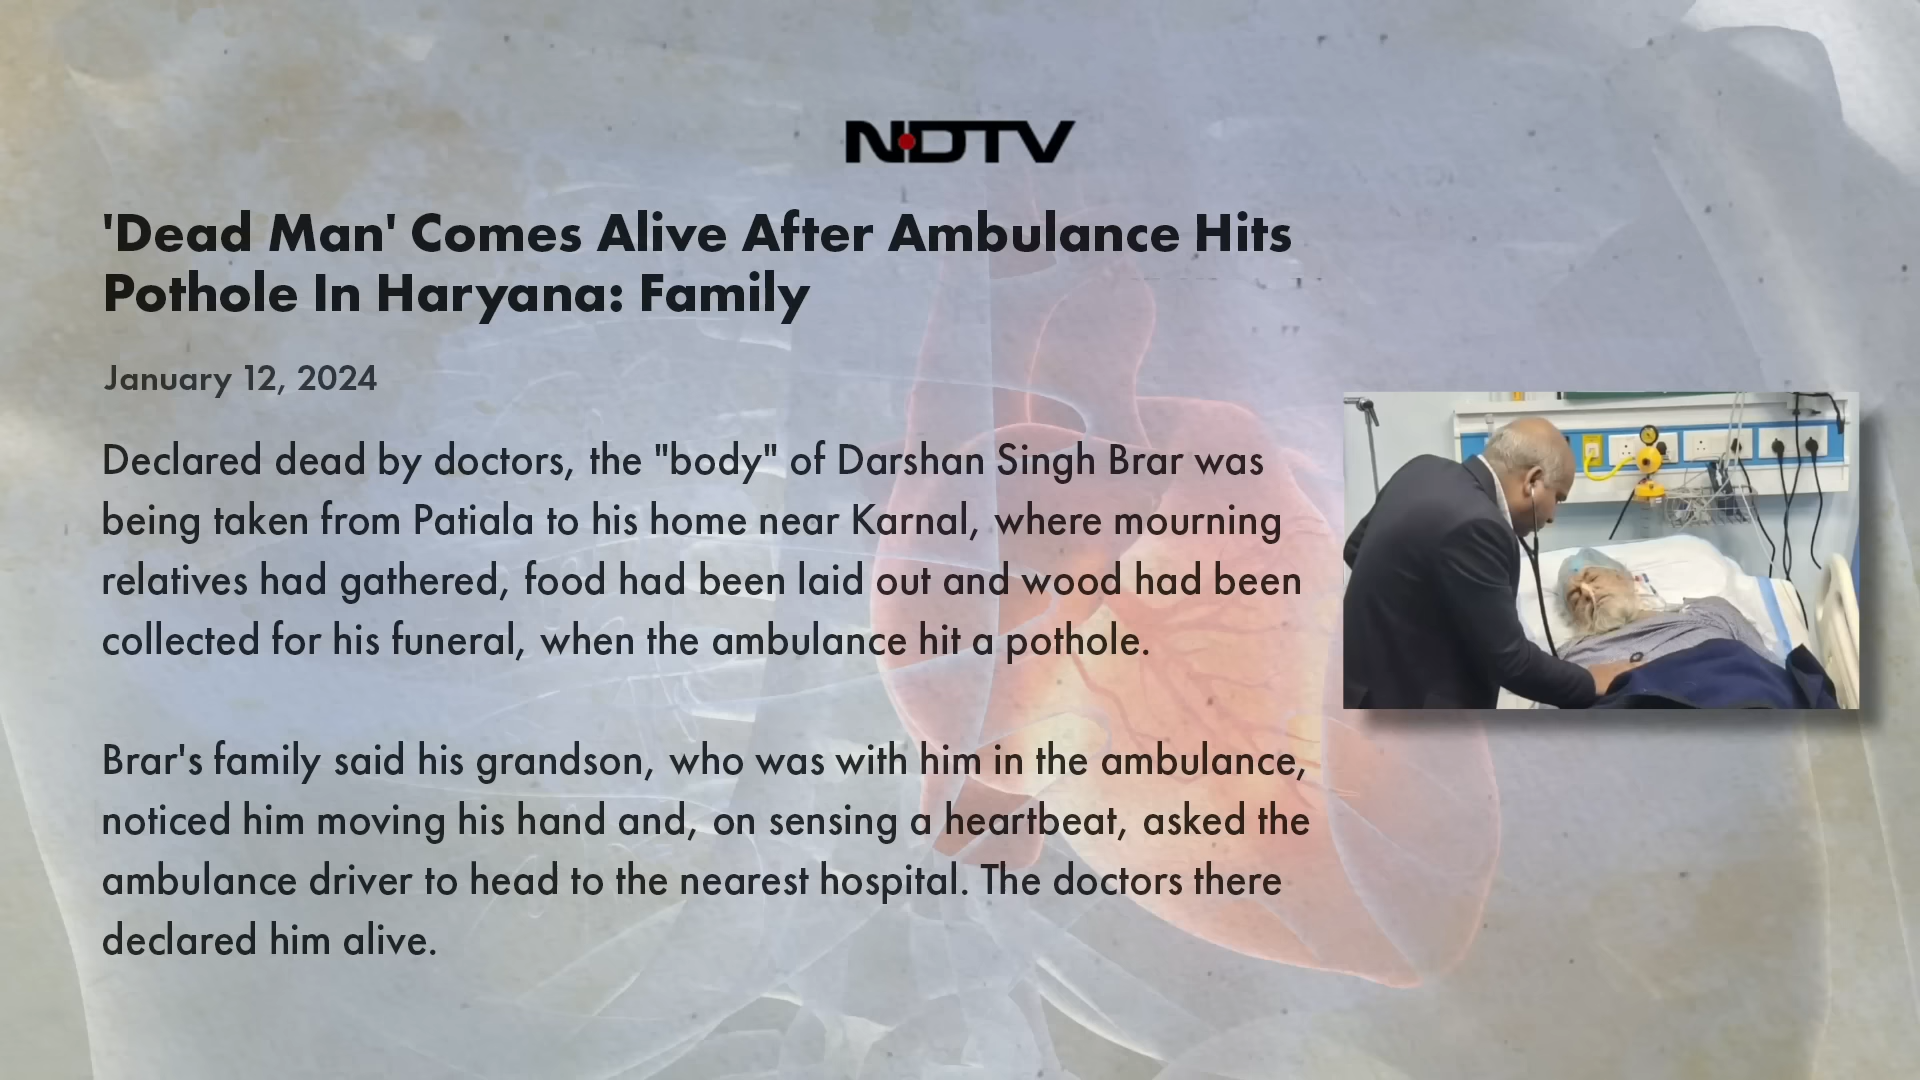 NDTV
'Dead Man' Comes Alive After Ambulance Hits
Pothole In Haryana: Family
January 12, 2024
Declared dead by doctors, the "body" of Darshan Singh Brar was
being taken from Patiala to his home near Karnal, where mourning
relatives had gathered, food had been laid out and wood had been
collected for his funeral, when the ambulance hit a pothole.
Brar's family said his grandson, who was with him in the ambulance,
noticed him moving his hand and, on sensing a heartbeat, asked the
ambulance driver to head to the nearest hospital. The doctors there
declared him alive.